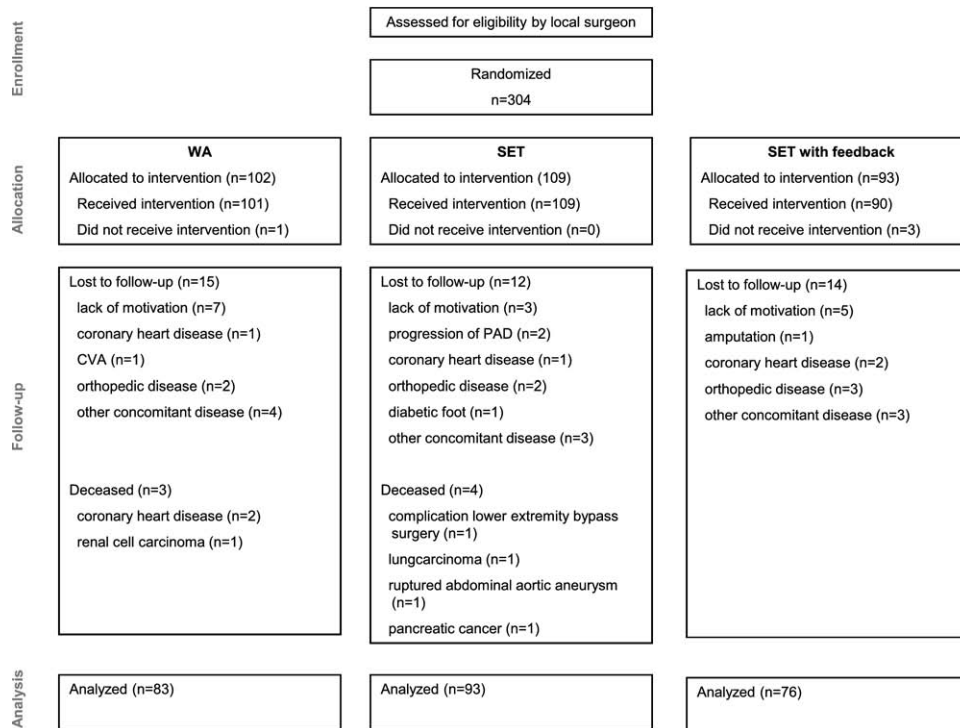 Enrollment
Assessed for eligibility by local surgeon
Randomized
n=304
Allocation
WA
Allocated to intervention (n=102)
Received intervention (n=101)
Did not receive intervention (n=1)
SET
Allocated to intervention (109)
Received intervention (n=109)
Did not receive intervention (n=0)
SET with feedback
Allocated to intervention (n=93)
Received intervention (n=90)
Did not receive intervention (n=3)
Follow-up
Lost to follow-up (n=15)
lack of motivation (n=7)
coronary heart disease (n=1)
CVA (n=1)
orthopedic disease (n=2)
other concomitant disease (n=4)
Deceased (n=3)
coronary heart disease (n=2)
renal cell carcinoma (n=1)
Lost to follow-up (n=12)
lack of motivation (n=3)
progression of PAD (n=2)
coronary heart disease (n=1)
orthopedic disease (n=2)
diabetic foot (n=1)
other concomitant disease (n=3)
Deceased (n=4)
complication lower extremity bypass
surgery (n=1)
lungcarcinoma (n=1)
ruptured abdominal aortic aneurysm
(n=1)
pancreatic cancer (n=1)
Lost to follow-up (n=14)
lack of motivation (n=5)
amputation (n=1)
coronary heart disease (n=2)
orthopedic disease (n=3)
other concomitant disease (n=3)
Analysis
Analyzed (n=83)
Analyzed (n=93)
Analyzed (n=76)